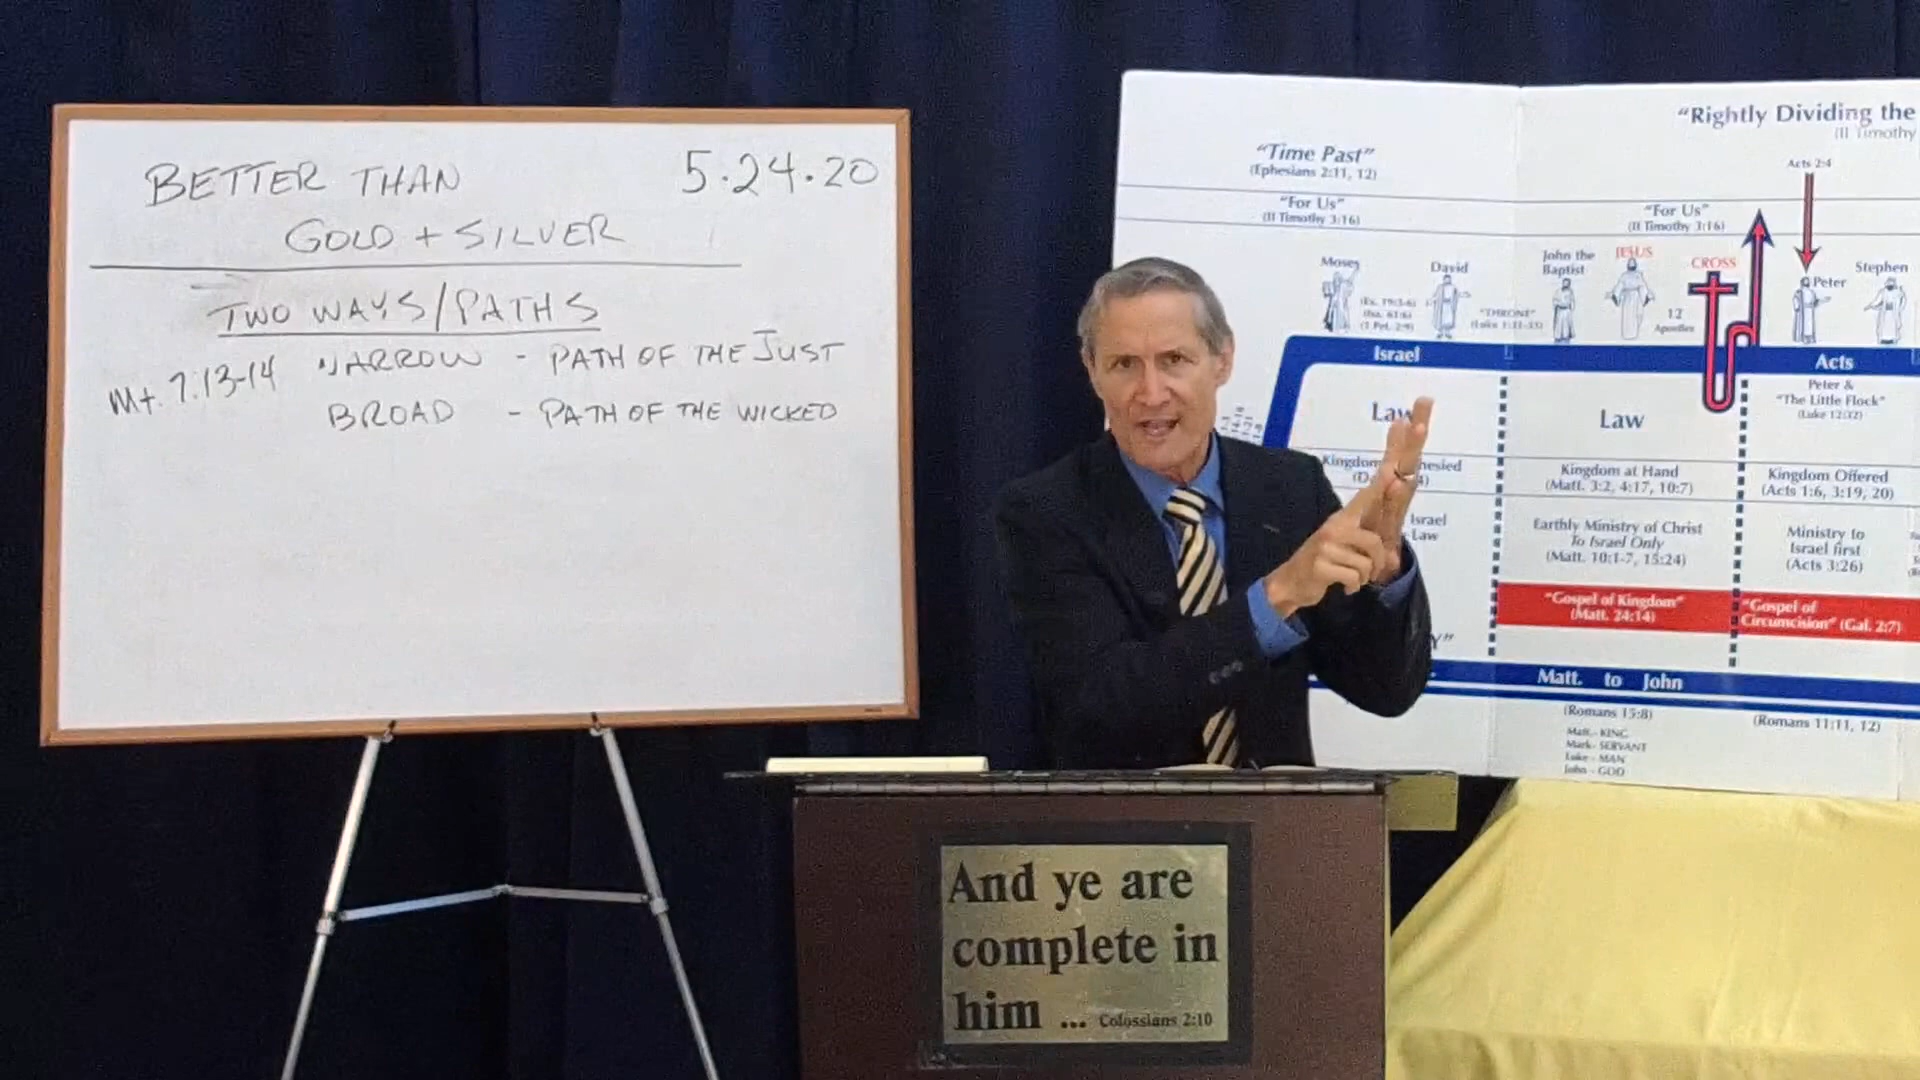 BETTER THAN
5.24.20
GOLD + SILVER
TWO WAYS/PATHS
Mt. 7:13-14
NARROW - PATH OF THE JUST
BROAD - PATH OF THE WICKED
"Rightly Dividing the
(II Timothy
"Time Past"
(Ephesians 2:11, 12)
Acts 2:4
"For Us"
(II Timothy 3:16)
"For Us"
(II Timothy 3:16)
Moses
David
"THRONE"
John the
Baptist
JESUS
CROSS
12
Apostles
Peter
Stephen
Israel
Acts
Law
Law
Peter &
"The Little Flock"
(Luke 12:32)
Kingdom
Kingdom at Hand
(Matt. 3:2, 4:17, 10:7)
Kingdom Offered
(Acts 1:6, 3:19, 20)
Israel
Law
Earthly Ministry of Christ
To Israel Only
(Matt. 10:1-7, 15:24)
Ministry to
Israel first
(Acts 3:26)
"Gospel of Kingdom"
(Matt. 24:14)
"Gospel of
Circumcision" (Gal. 2:7)
Matt. to John
(Romans 15:8)
(Romans 11:11, 12)
Matt.- KING
Mark- SERVANT
Luke - MAN
John - GOD
And ye are
complete in
him ... Colossians 2:10